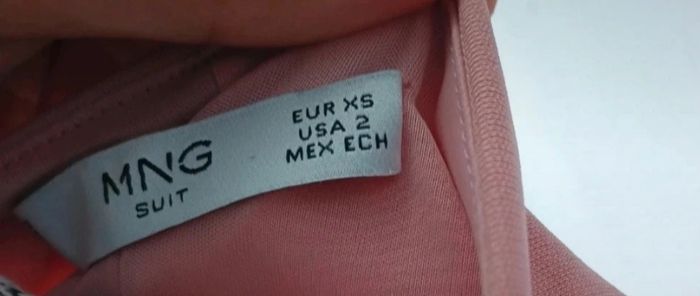 MNG
SUIT
EUR XS
USA 2
MEX ECH